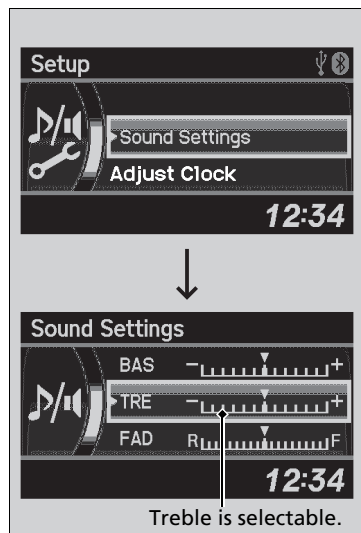 Setup
Sound Settings
Adjust Clock
12:34
Sound Settings
BAS - +
TRE - +
FAD R F
12:34
Treble is selectable.